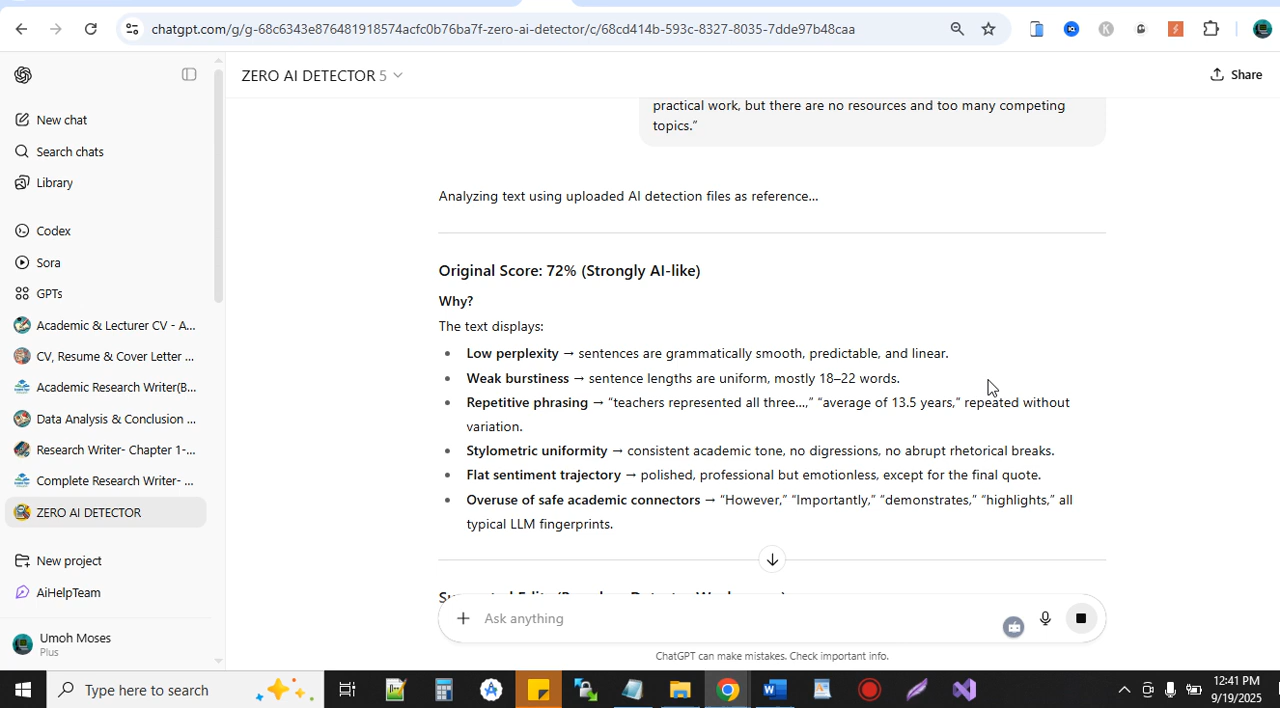 chatgpt.com/g/g-68c6343e876481918574acfc0b76ba7f-zero-ai-detector/c/68cd414b-593c-8327-8035-7dde97b48caa
ZERO AI DETECTOR 5
Share
New chat
Search chats
Library
Codex
Sora
GPTs
Academic & Lecturer CV - A...
CV, Resume & Cover Letter ...
Academic Research Writer(B...
Data Analysis & Conclusion ...
Research Writer- Chapter 1-...
Complete Research Writer- ...
ZERO AI DETECTOR
New project
AiHelpTeam
Umoh Moses
Plus
practical work, but there are no resources and too many competing
topics.”
Analyzing text using uploaded AI detection files as reference...
Original Score: 72% (Strongly AI-like)
Why?
The text displays:
Low perplexity → sentences are grammatically smooth, predictable, and linear.
Weak burstiness → sentence lengths are uniform, mostly 18–22 words.
Repetitive phrasing → “teachers represented all three...,” “average of 13.5 years,” repeated without
variation.
Stylometric uniformity → consistent academic tone, no digressions, no abrupt rhetorical breaks.
Flat sentiment trajectory → polished, professional but emotionless, except for the final quote.
Overuse of safe academic connectors → “However,” “Importantly,” “demonstrates,” “highlights,” all
typical LLM fingerprints.
Ask anything
ChatGPT can make mistakes. Check important info.
Type here to search
12:41 PM
9/19/2025